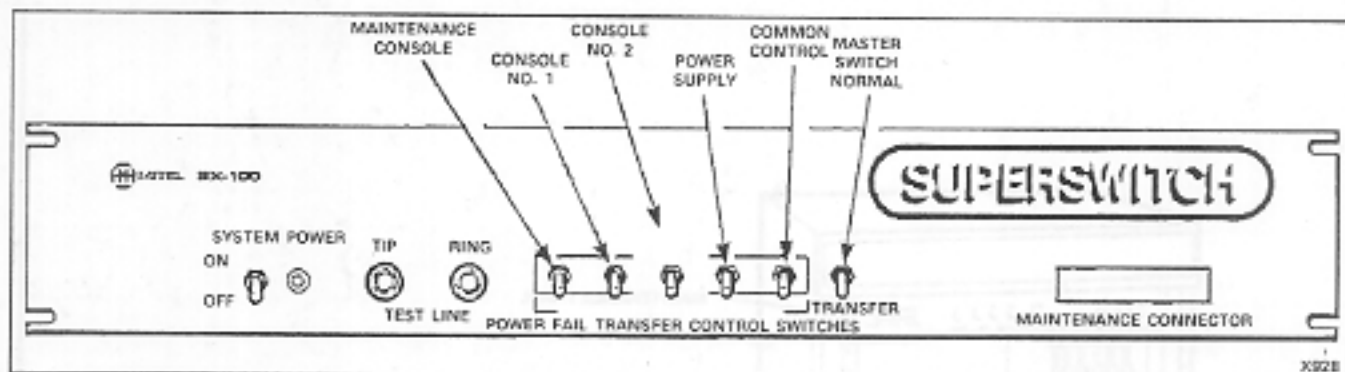 MAINTENANCE
CONSOLE
CONSOLE
NO. 1
CONSOLE
NO. 2
POWER
SUPPLY
COMMON
CONTROL
MASTER
SWITCH
NORMAL
MITEL SX-100
SUPERSWITCH
SYSTEM POWER
ON
OFF
TIP
RING
TEST LINE
POWER FAIL TRANSFER CONTROL SWITCHES
TRANSFER
MAINTENANCE CONNECTOR
X928